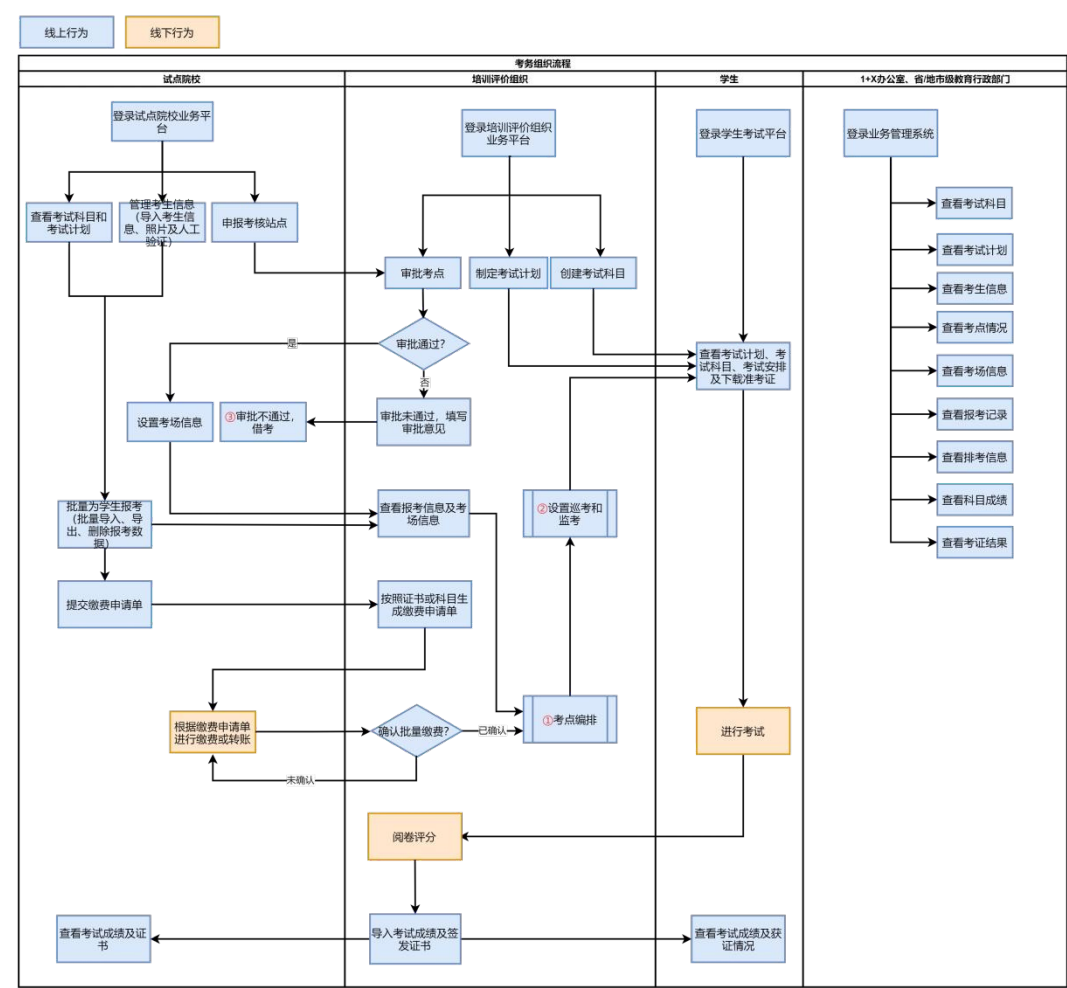 线上行为
线下行为
考务组织流程
试点院校
培训评价组织
学生
1+X办公室、省/地市级教育行政部门
登录试点院校业务平
台
登录培训评价组织
业务平台
登录学生考试平台
登录业务管理系统
查看考试科目和
考试计划
管理考生信息
（导入考生信
息、照片及人工
验证）
申报考核站点
审批考点
制定考试计划
创建考试科目
查看考试科目
查看考试计划
查看考生信息
查看考点情况
查看考场信息
查看报考记录
查看排考信息
查看科目成绩
查看考证结果
是
审批通过？
否
查看考试计划、考
试科目、考试安排
及下载准考证
设置考场信息
③审批不通过，
借考
审批未通过，填写
审批意见
批量为学生报考
（批量导入、导
出、删除报考数
据）
查看报考信息及考
场信息
②设置巡考和
监考
提交缴费申请单
按照证书或科目生
成缴费申请单
根据缴费申请单
进行缴费或转账
确认批量缴费？
已确认
①考点编排
进行考试
未确认
阅卷评分
查看考试成绩及证
书
导入考试成绩及签
发证书
查看考试成绩及获
证情况